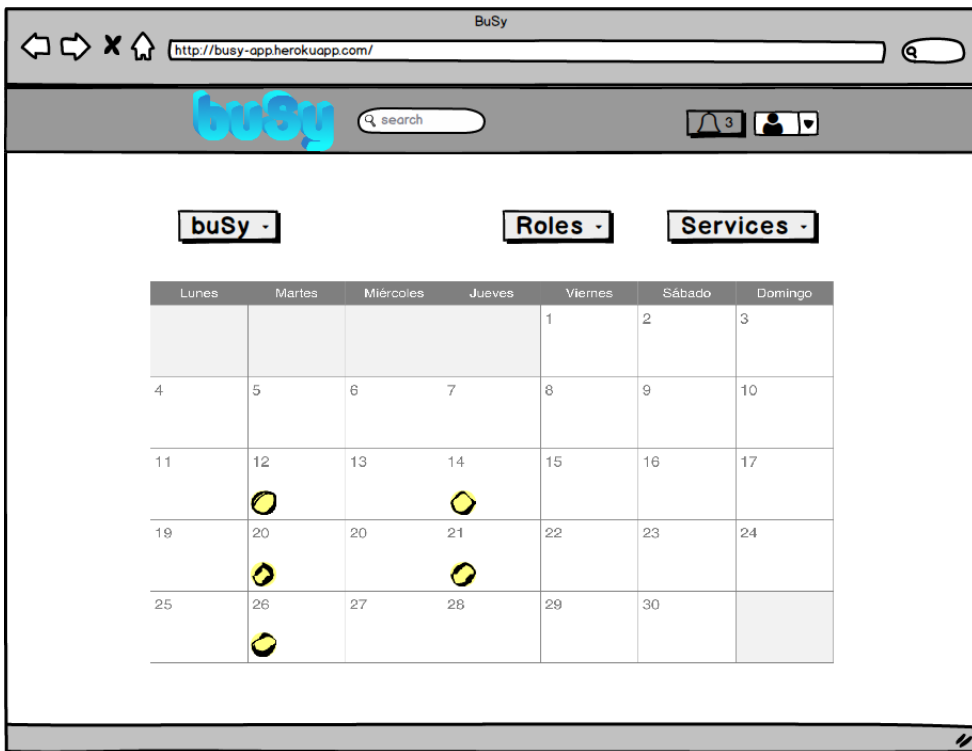 BuSy
http://busy-app.herokuapp.com/
buSy search 3
buSy Roles Services
Lunes Martes Miércoles Jueves Viernes Sábado Domingo
1 2 3
4 5 6 7 8 9 10
11 12 13 14 15 16 17
19 20 20 21 22 23 24
25 26 27 28 29 30